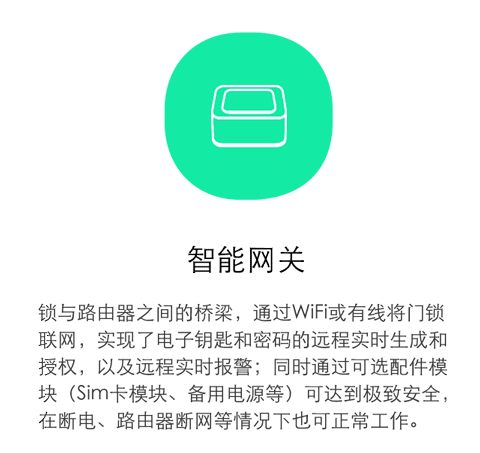 智能网关
锁与路由器之间的桥梁，通过WiFi或有线将门锁
联网，实现了电子钥匙和密码的远程实时生成和
授权，以及远程实时报警；同时通过可选配件模
块（Sim卡模块、备用电源等）可达到极致安全，
在断电、路由器断网等情况下也可正常工作。